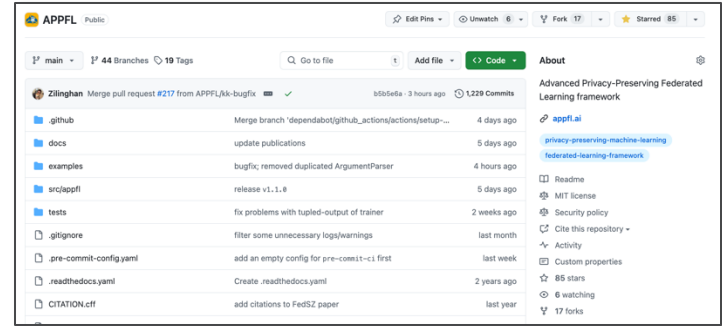 APPFL Public
Edit Pins Unwatch 6 Fork 17 Starred 85
main 44 Branches 19 Tags Go to file t Add file <> Code
Zilinghan Merge pull request #217 from APPFL/kk-bugfix b5b5e6a · 3 hours ago 1,229 Commits
.github Merge branch 'dependabot/github_actions/actions/setup-... 4 days ago
docs update publications 5 days ago
examples bugfix; removed duplicated ArgumentParser 4 hours ago
src/appfl release v1.1.0 5 days ago
tests fix problems with tupled-output of trainer 2 weeks ago
.gitignore filter some unnecessary logs/warnings last month
.pre-commit-config.yaml add an empty config for pre-commit-ci first last week
.readthedocs.yaml Create .readthedocs.yaml 2 years ago
CITATION.cff add citations to FedSZ paper last year
About
Advanced Privacy-Preserving Federated
Learning framework
appfl.ai
privacy-preserving-machine-learning
federated-learning-framework
Readme
MIT license
Security policy
Cite this repository
Activity
Custom properties
85 stars
6 watching
17 forks